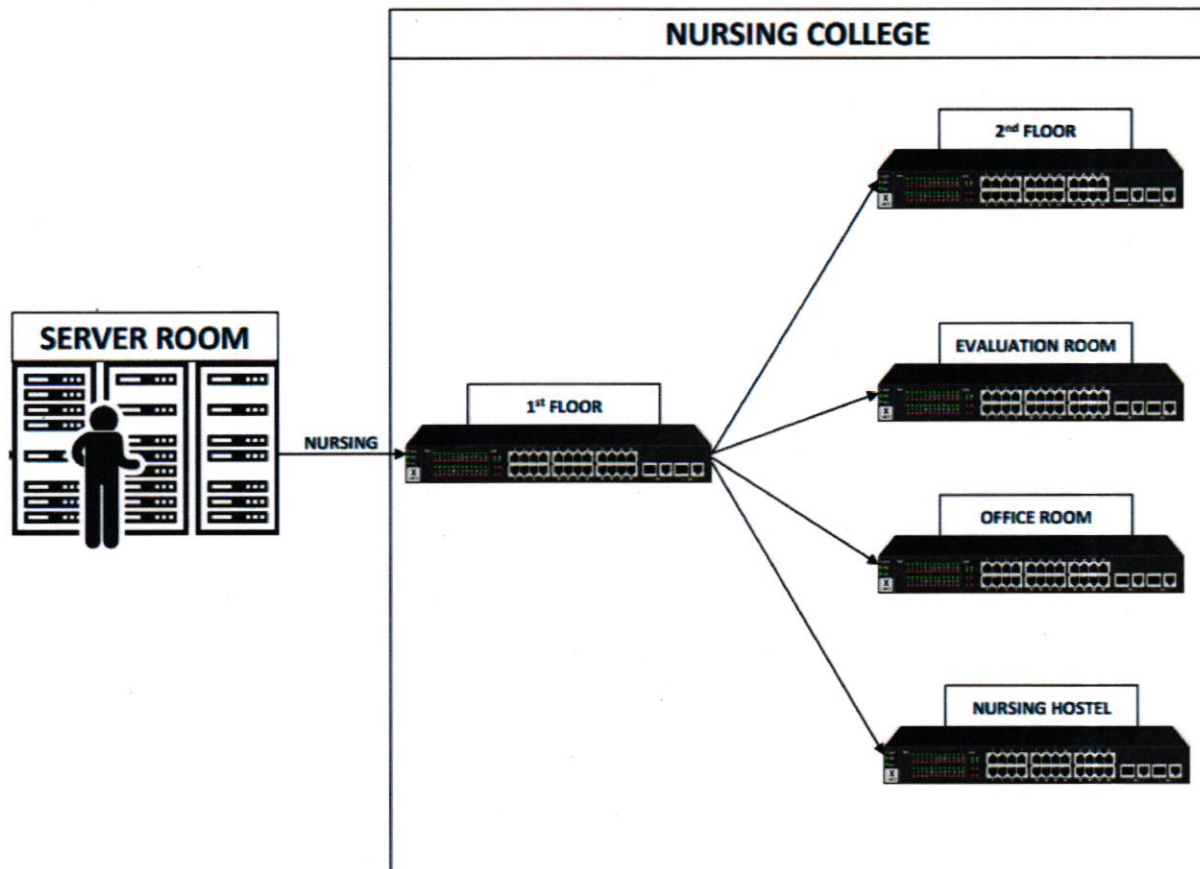 NURSING COLLEGE
2nd FLOOR
SERVER ROOM
EVALUATION ROOM
1st FLOOR
NURSING
OFFICE ROOM
NURSING HOSTEL